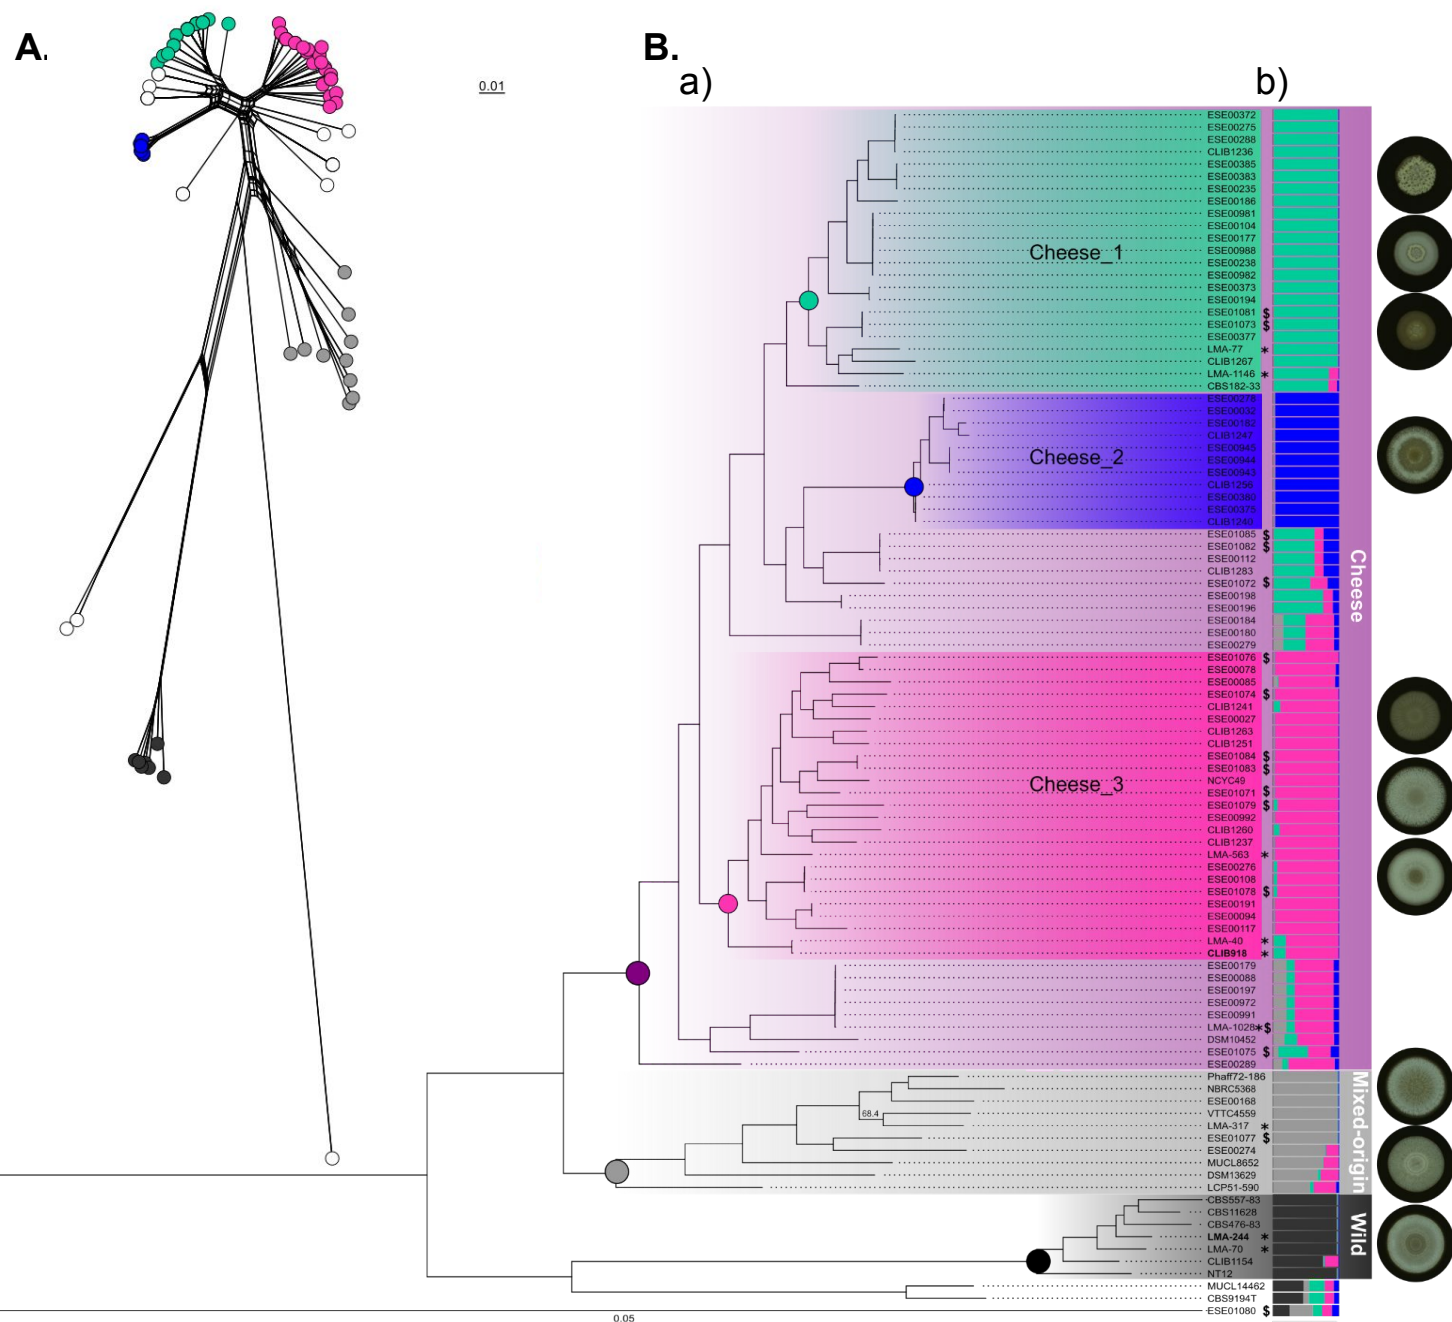 A.
0.01
B.
a)
b)
ESE00372
ESE00275
ESE00288
CLIB1236
ESE00385
ESE00383
ESE00235
ESE00186
ESE00981
ESE00104
ESE00177
Cheese_1
ESE00988
ESE00238
ESE00982
ESE00373
ESE00194
ESE01081 $
ESE01073 $
ESE00377
LMA-77 *
CLIB1267
LMA-1146 *
CBS182-33
ESE00278
ESE00032
ESE00182
CLIB1247
ESE00945
Cheese_2
ESE00944
ESE00943
CLIB1256
ESE00380
ESE00375
CLIB1240
ESE01085 $
ESE01082 $
ESE00112
CLIB1283
ESE01072 $
ESE00198
ESE00196
ESE00184
ESE00180
ESE00279
Cheese
ESE01076 $
ESE00078
ESE00085
ESE01074 $
CLIB1241
ESE00027
CLIB1263
CLIB1251
ESE01084 $
ESE01083 $
NCYC49
Cheese_3
ESE01071 $
ESE01079 $
ESE00992
CLIB1260
CLIB1237
LMA-563 *
ESE00276
ESE00108
ESE01078 $
ESE00191
ESE00094
ESE00117
LMA-40 *
CLIB918 *
ESE00179
ESE00088
ESE00197
ESE00972
ESE00991
LMA-1028*$
DSM10452
ESE01075 $
ESE00289
Phaff72-186
NBRC5368
ESE00168
68.4
VTTC4559
LMA-317 *
ESE01077 $
ESE00274
MUCL8652
DSM13629
LCP51-590
Mixed-origin
CBS557-83
CBS11628
CBS476-83
LMA-244 *
LMA-70 *
CLIB1154
NT12
Wild
MUCL14462
CBS9194T
ESE01080 $
0.05